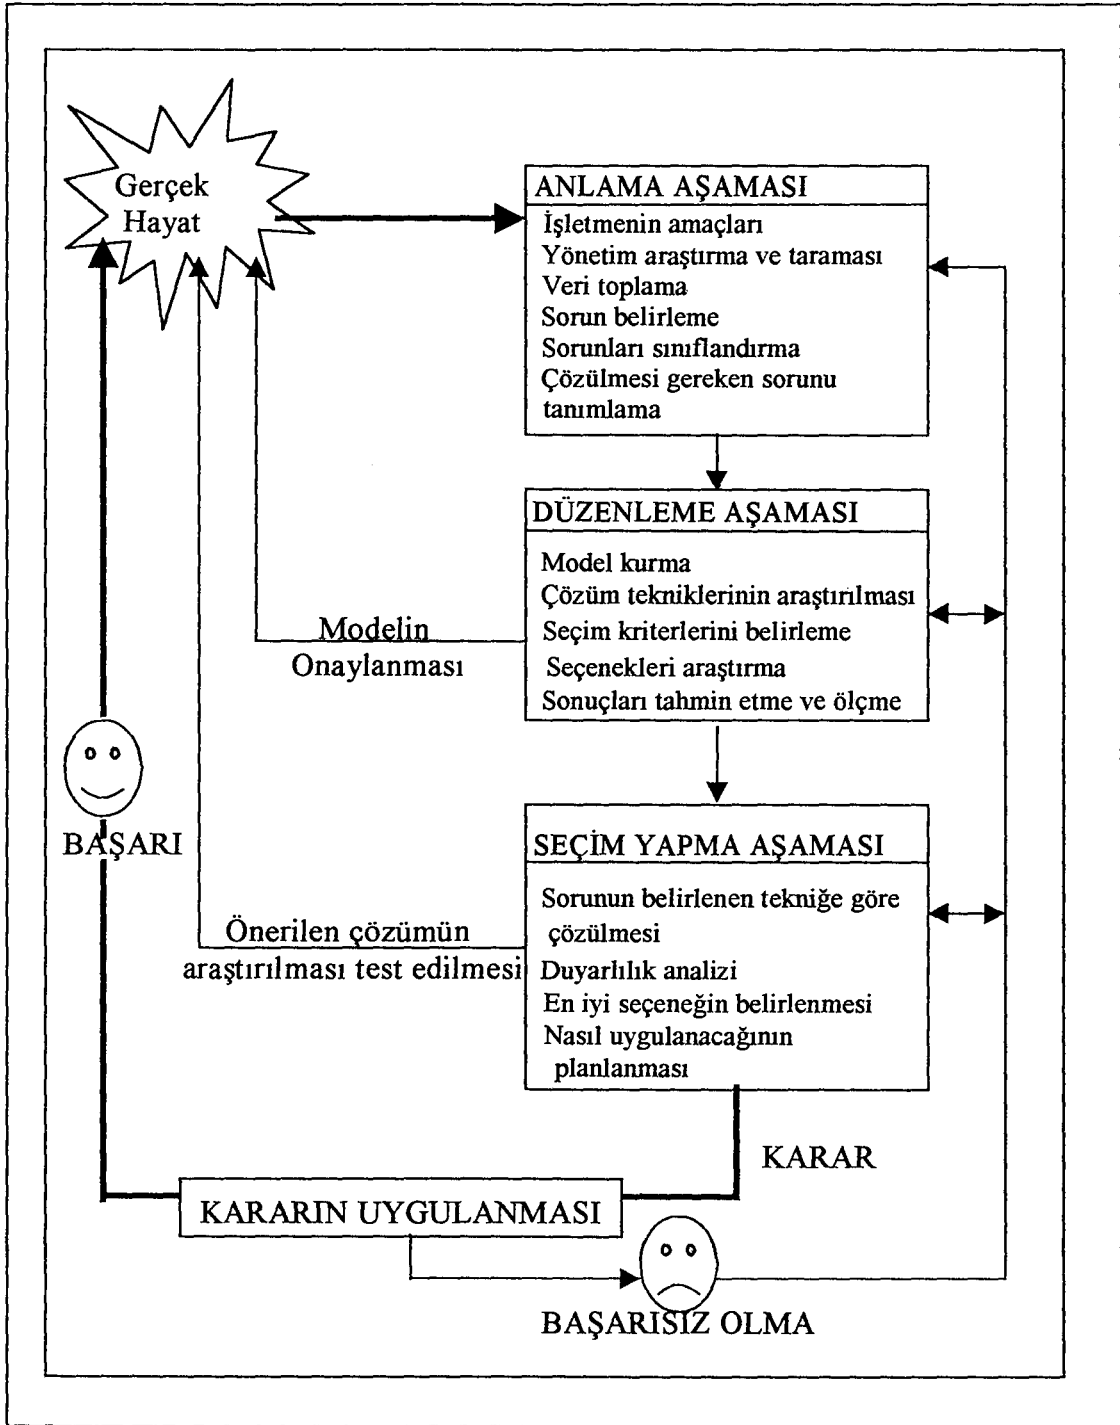 Gerçek
Hayat
ANLAMA AŞAMASI
İşletmenin amaçları
Yönetim araştırma ve taraması
Veri toplama
Sorun belirleme
Sorunları sınıflandırma
Çözülmesi gereken sorunu
tanımlama
DÜZENLEME AŞAMASI
Model kurma
Çözüm tekniklerinin araştırılması
Seçim kriterlerini belirleme
Seçenekleri araştırma
Sonuçları tahmin etme ve ölçme
Modelin
Onaylanması
BAŞARI
SEÇİM YAPMA AŞAMASI
Sorunun belirlenen tekniğe göre
çözülmesi
Duyarlılık analizi
En iyi seçeneğin belirlenmesi
Nasıl uygulanacağının
planlanması
Önerilen çözümün
araştırılması test edilmesi
KARAR
KARARIN UYGULANMASI
BAŞARISIZ OLMA